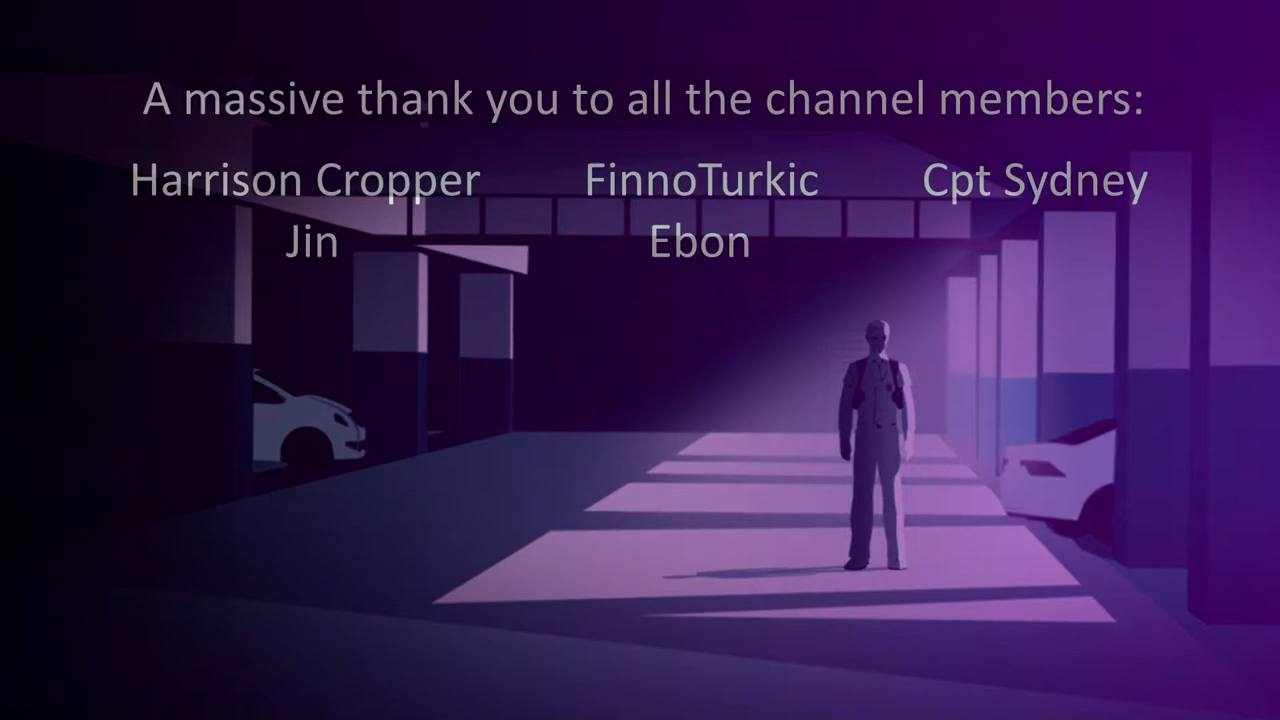 A massive thank you to all the channel members:
Harrison Cropper FinnoTurkic Cpt Sydney
Jin Ebon